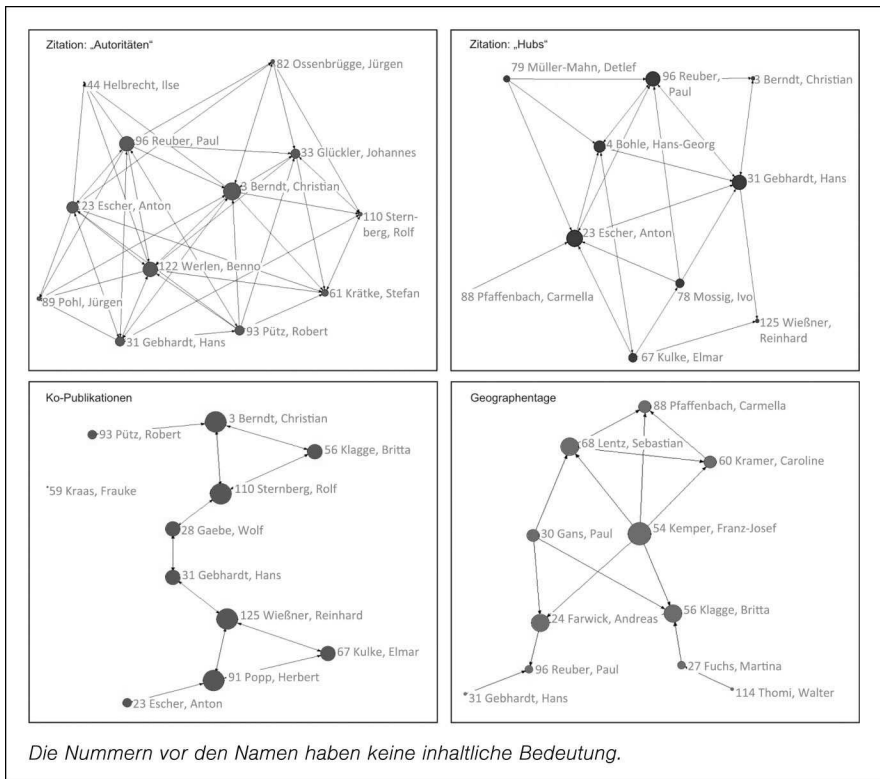 Zitation: „Autoritäten“
82 Ossenbrügge, Jürgen
44 Helbrecht, Ilse
96 Reuber, Paul
33 Glückler, Johannes
3 Berndt, Christian
23 Escher, Anton
110 Stern-
berg, Rolf
122 Werlen, Benno
61 Krätke, Stefan
89 Pohl, Jürgen
93 Pütz, Robert
31 Gebhardt, Hans
Zitation: „Hubs“
79 Müller-Mahn, Detlef
96 Reuber,
Paul
3 Berndt, Christian
4 Bohle, Hans-Georg
31 Gebhardt, Hans
23 Escher, Anton
88 Pfaffenbach, Carmella
78 Mossig, Ivo
125 Wießner,
Reinhard
67 Kulke, Elmar
Ko-Publikationen
3 Berndt, Christian
93 Pütz, Robert
56 Klagge, Britta
59 Kraas, Frauke
110 Sternberg, Rolf
28 Gaebe, Wolf
31 Gebhardt, Hans
125 Wießner, Reinhard
67 Kulke, Elmar
91 Popp, Herbert
23 Escher, Anton
Geographentage
88 Pfaffenbach, Carmella
68 Lentz, Sebastian
60 Kramer, Caroline
30 Gans, Paul
54 Kemper, Franz-Josef
56 Klagge, Britta
24 Farwick, Andreas
96 Reuber, Paul
27 Fuchs, Martina
31 Gebhardt, Hans
114 Thomi, Walter
Die Nummern vor den Namen haben keine inhaltliche Bedeutung.